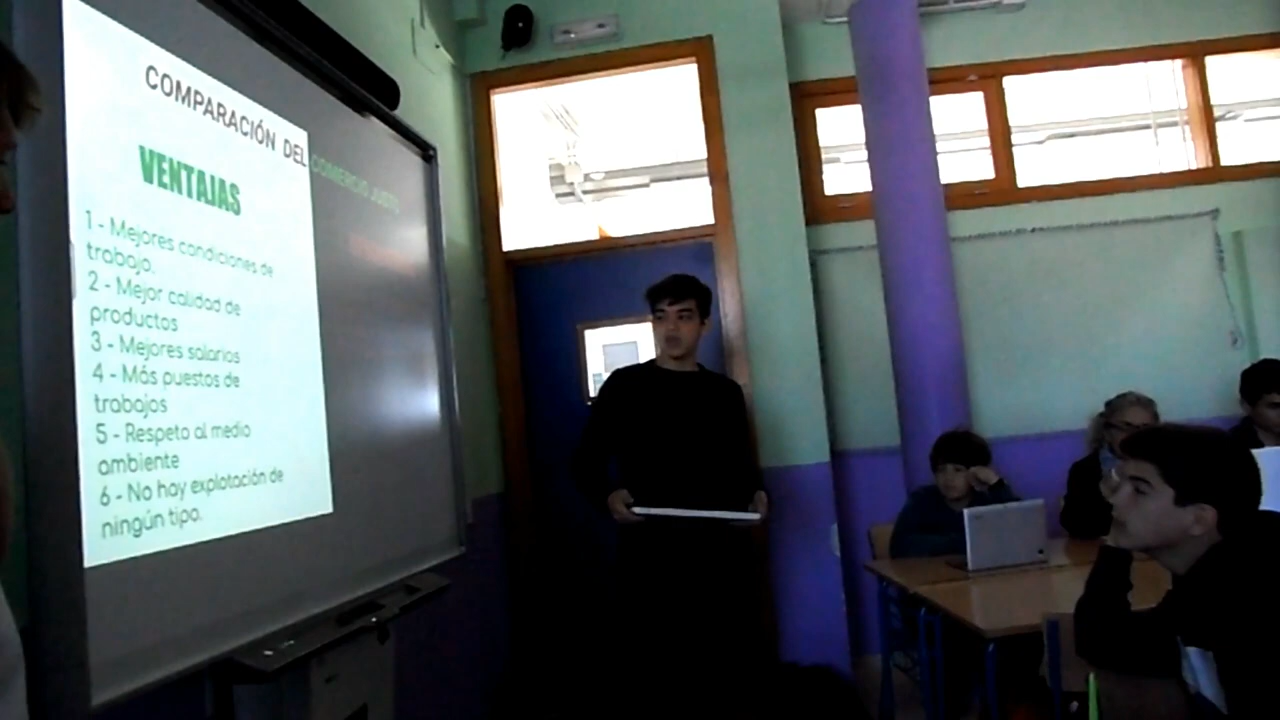 COMPARACIÓN DEL COMERCIO JUSTO
VENTAJAS
1 - Mejores condiciones de
trabajo.
2 - Mejor calidad de
productos
3 - Mejores salarios
4 - Más puestos de
trabajos
5 - Respeto al medio
ambiente
6 - No hay explotación de
ningún tipo.